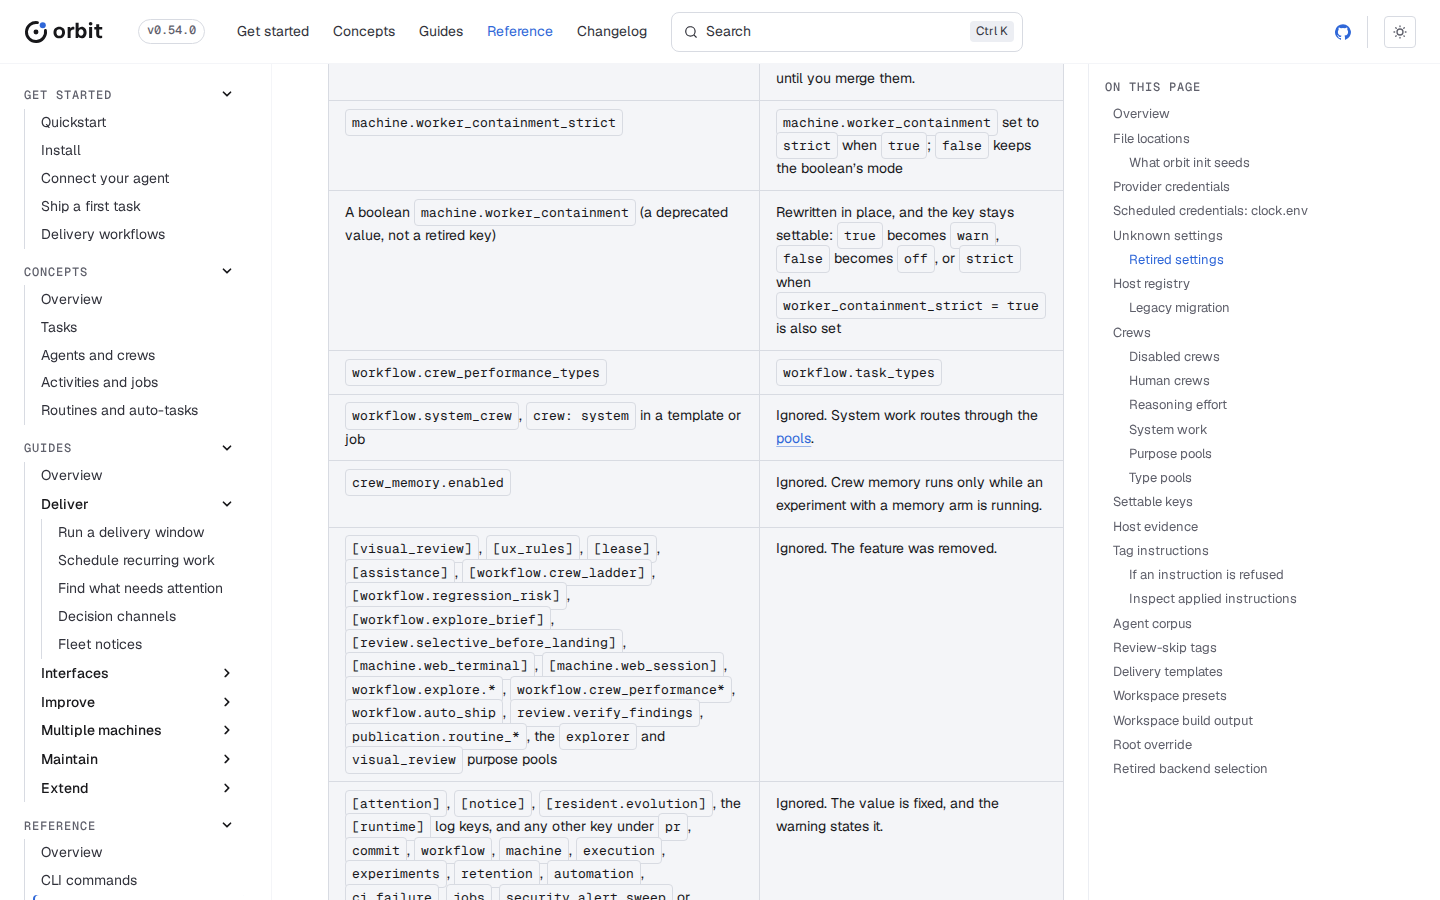 orbit
v0.54.0
Get started
Concepts
Guides
Reference
Changelog
Search
Ctrl K
GET STARTED
Quickstart
Install
Connect your agent
Ship a first task
Delivery workflows
CONCEPTS
Overview
Tasks
Agents and crews
Activities and jobs
Routines and auto-tasks
GUIDES
Overview
Deliver
Run a delivery window
Schedule recurring work
Find what needs attention
Decision channels
Fleet notices
Interfaces
Improve
Multiple machines
Maintain
Extend
REFERENCE
Overview
CLI commands
until you merge them.
machine.worker_containment_strict
machine.worker_containment set to
strict when true; false keeps
the boolean's mode
A boolean machine.worker_containment (a deprecated
value, not a retired key)
Rewritten in place, and the key stays
settable: true becomes warn,
false becomes off, or strict
when
worker_containment_strict = true
is also set
workflow.crew_performance_types
workflow.task_types
workflow.system_crew, crew: system in a template or
job
Ignored. System work routes through the
pools.
crew_memory.enabled
Ignored. Crew memory runs only while an
experiment with a memory arm is running.
[visual_review], [ux_rules], [lease],
[assistance], [workflow.crew_ladder],
[workflow.regression_risk],
[workflow.explore_brief],
[review.selective_before_landing],
[machine.web_terminal], [machine.web_session],
workflow.explore.*, workflow.crew_performance*,
workflow.auto_ship, review.verify_findings,
publication.routine_*, the explorer and
visual_review purpose pools
Ignored. The feature was removed.
[attention], [notice], [resident.evolution], the
[runtime] log keys, and any other key under pr,
commit, workflow, machine, execution,
experiments, retention, automation,
ci_failure, jobs, security_alert_sweep or
Ignored. The value is fixed, and the
warning states it.
ON THIS PAGE
Overview
File locations
What orbit init seeds
Provider credentials
Scheduled credentials: clock.env
Unknown settings
Retired settings
Host registry
Legacy migration
Crews
Disabled crews
Human crews
Reasoning effort
System work
Purpose pools
Type pools
Settable keys
Host evidence
Tag instructions
If an instruction is refused
Inspect applied instructions
Agent corpus
Review-skip tags
Delivery templates
Workspace presets
Workspace build output
Root override
Retired backend selection